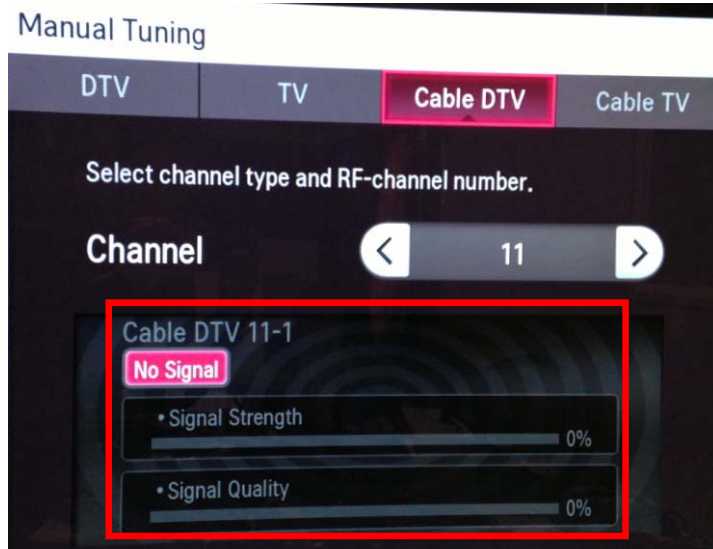 Manual Tuning
DTV TV Cable DTV Cable TV
Select channel type and RF-channel number.
Channel < 11 >
Cable DTV 11-1
No Signal
• Signal Strength
0%
• Signal Quality
0%